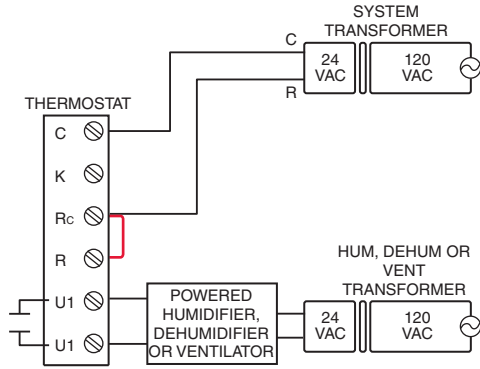 SYSTEM
TRANSFORMER
C
24
VAC
120
VAC
R
THERMOSTAT
C
K
Rc
R
U1
U1
POWERED
HUMIDIFIER,
DEHUMIDIFIER
OR VENTILATOR
HUM, DEHUM OR
VENT
TRANSFORMER
24
VAC
120
VAC